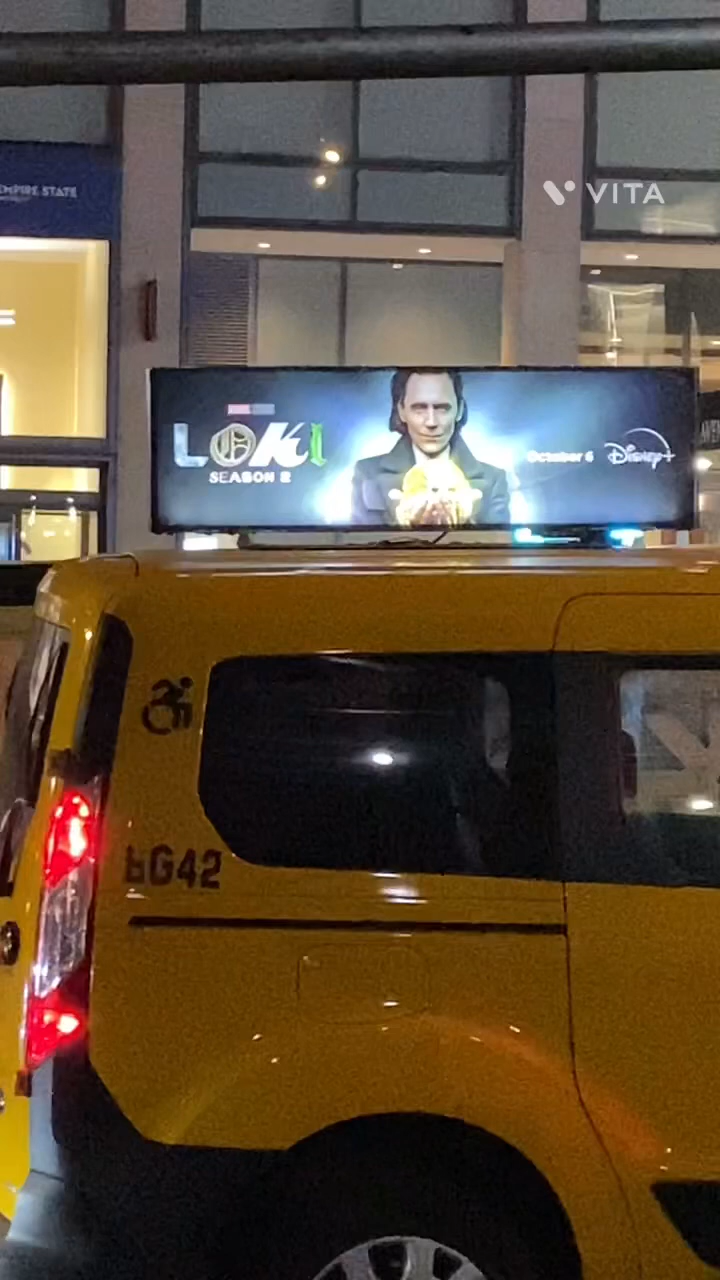 EMPIRE STATE
VITA
LOKI
SEASON 2
October 6
Disney+
6G42